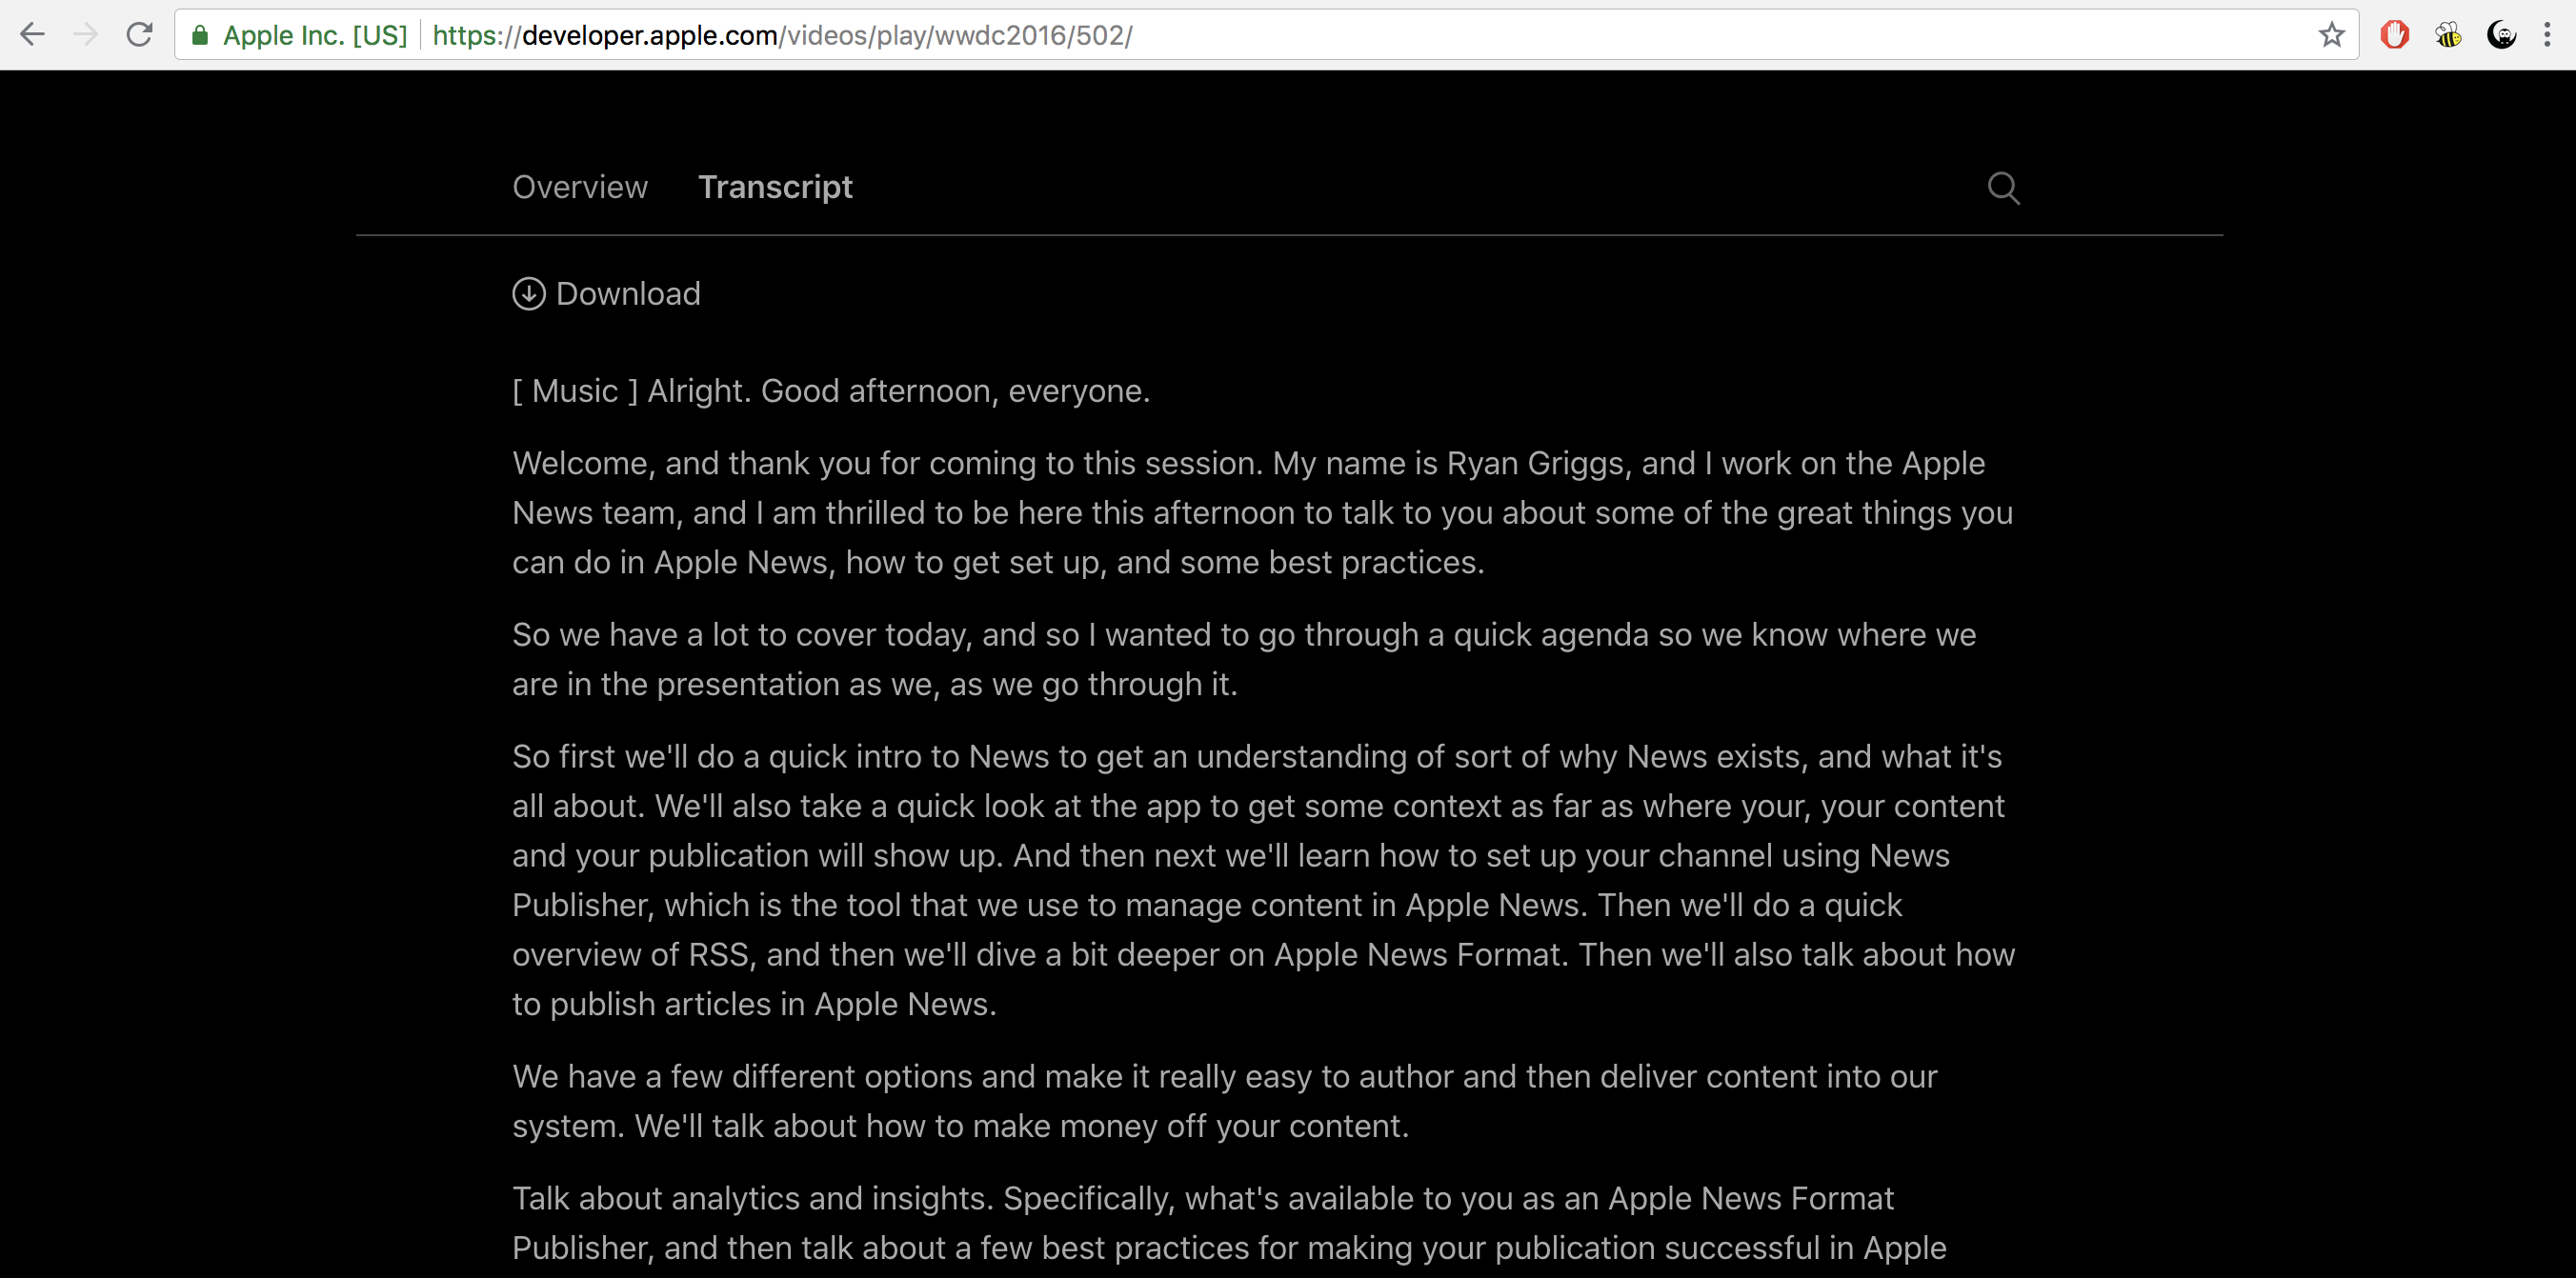 Apple Inc. [US] https://developer.apple.com/videos/play/wwdc2016/502/
Overview Transcript
Download
[ Music ] Alright. Good afternoon, everyone.
Welcome, and thank you for coming to this session. My name is Ryan Griggs, and I work on the Apple
News team, and I am thrilled to be here this afternoon to talk to you about some of the great things you
can do in Apple News, how to get set up, and some best practices.
So we have a lot to cover today, and so I wanted to go through a quick agenda so we know where we
are in the presentation as we, as we go through it.
So first we'll do a quick intro to News to get an understanding of sort of why News exists, and what it's
all about. We'll also take a quick look at the app to get some context as far as where your, your content
and your publication will show up. And then next we'll learn how to set up your channel using News
Publisher, which is the tool that we use to manage content in Apple News. Then we'll do a quick
overview of RSS, and then we'll dive a bit deeper on Apple News Format. Then we'll also talk about how
to publish articles in Apple News.
We have a few different options and make it really easy to author and then deliver content into our
system. We'll talk about how to make money off your content.
Talk about analytics and insights. Specifically, what's available to you as an Apple News Format
Publisher, and then talk about a few best practices for making your publication successful in Apple